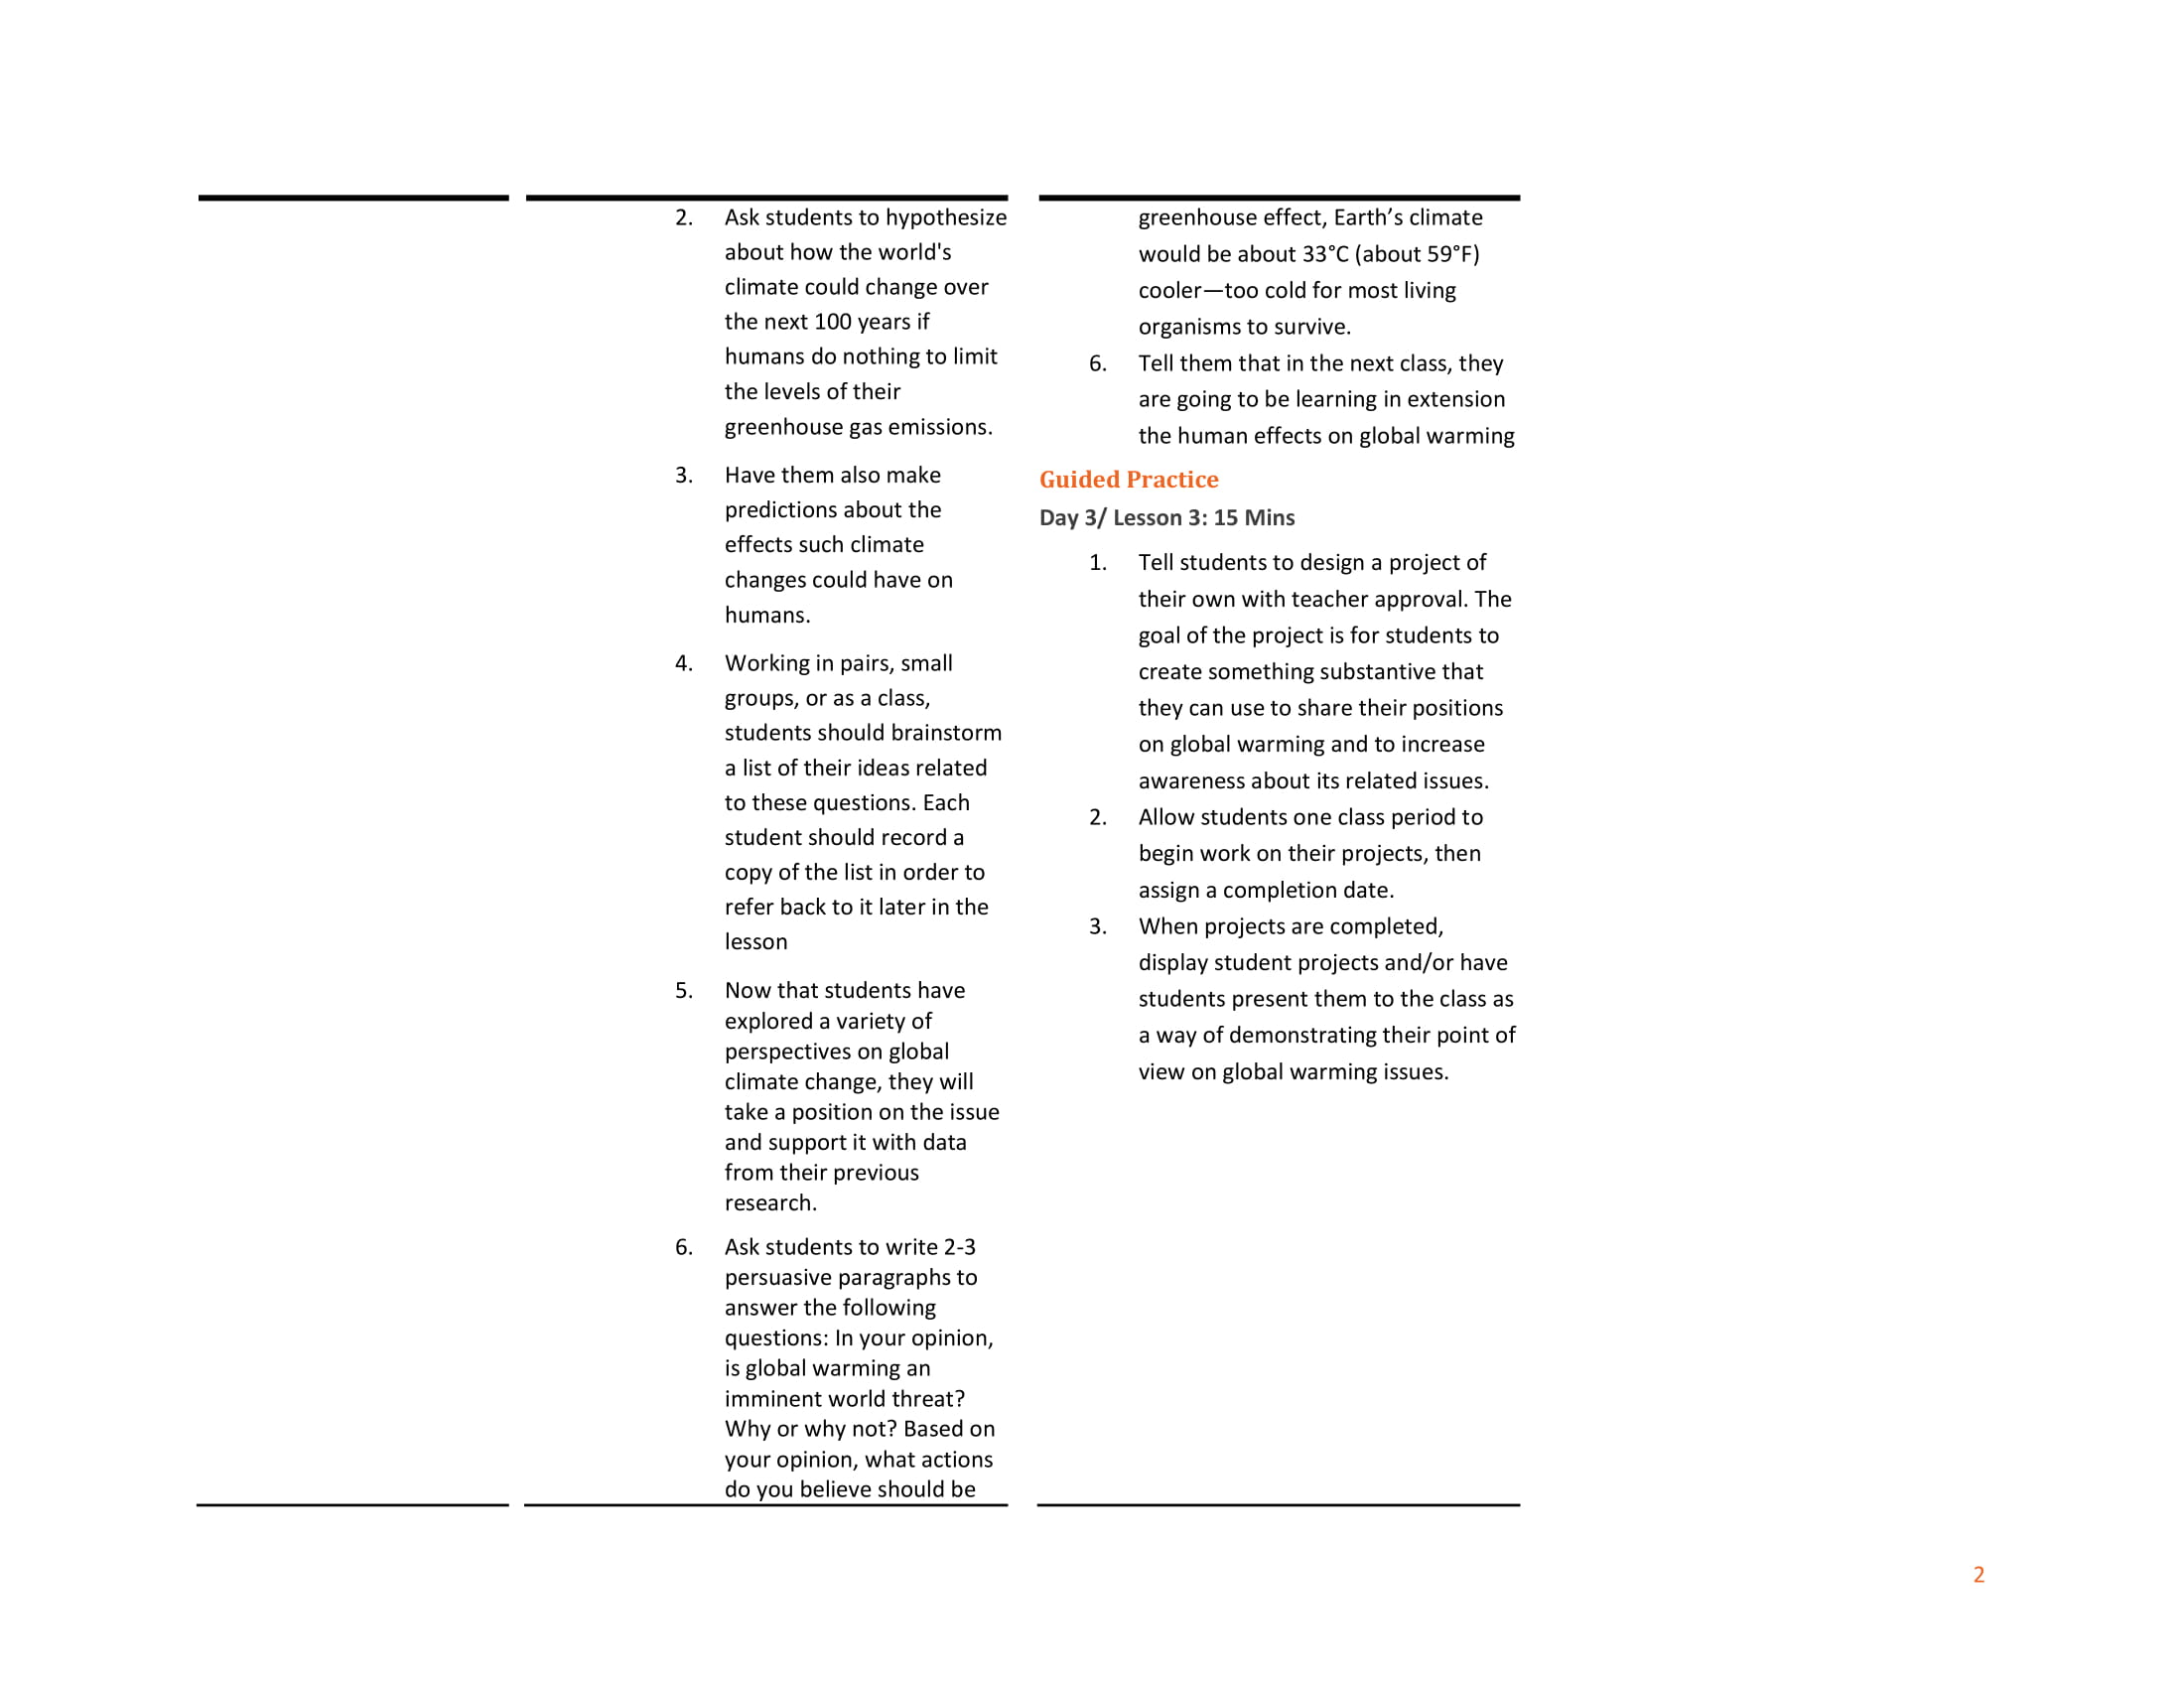 2. Ask students to hypothesize
about how the world's
climate could change over
the next 100 years if
humans do nothing to limit
the levels of their
greenhouse gas emissions.
3. Have them also make
predictions about the
effects such climate
changes could have on
humans.
4. Working in pairs, small
groups, or as a class,
students should brainstorm
a list of their ideas related
to these questions. Each
student should record a
copy of the list in order to
refer back to it later in the
lesson
5. Now that students have
explored a variety of
perspectives on global
climate change, they will
take a position on the issue
and support it with data
from their previous
research.
6. Ask students to write 2-3
persuasive paragraphs to
answer the following
questions: In your opinion,
is global warming an
imminent world threat?
Why or why not? Based on
your opinion, what actions
do you believe should be
greenhouse effect, Earth’s climate
would be about 33°C (about 59°F)
cooler—too cold for most living
organisms to survive.
6. Tell them that in the next class, they
are going to be learning in extension
the human effects on global warming
Guided Practice
Day 3/ Lesson 3: 15 Mins
1. Tell students to design a project of
their own with teacher approval. The
goal of the project is for students to
create something substantive that
they can use to share their positions
on global warming and to increase
awareness about its related issues.
2. Allow students one class period to
begin work on their projects, then
assign a completion date.
3. When projects are completed,
display student projects and/or have
students present them to the class as
a way of demonstrating their point of
view on global warming issues.
2